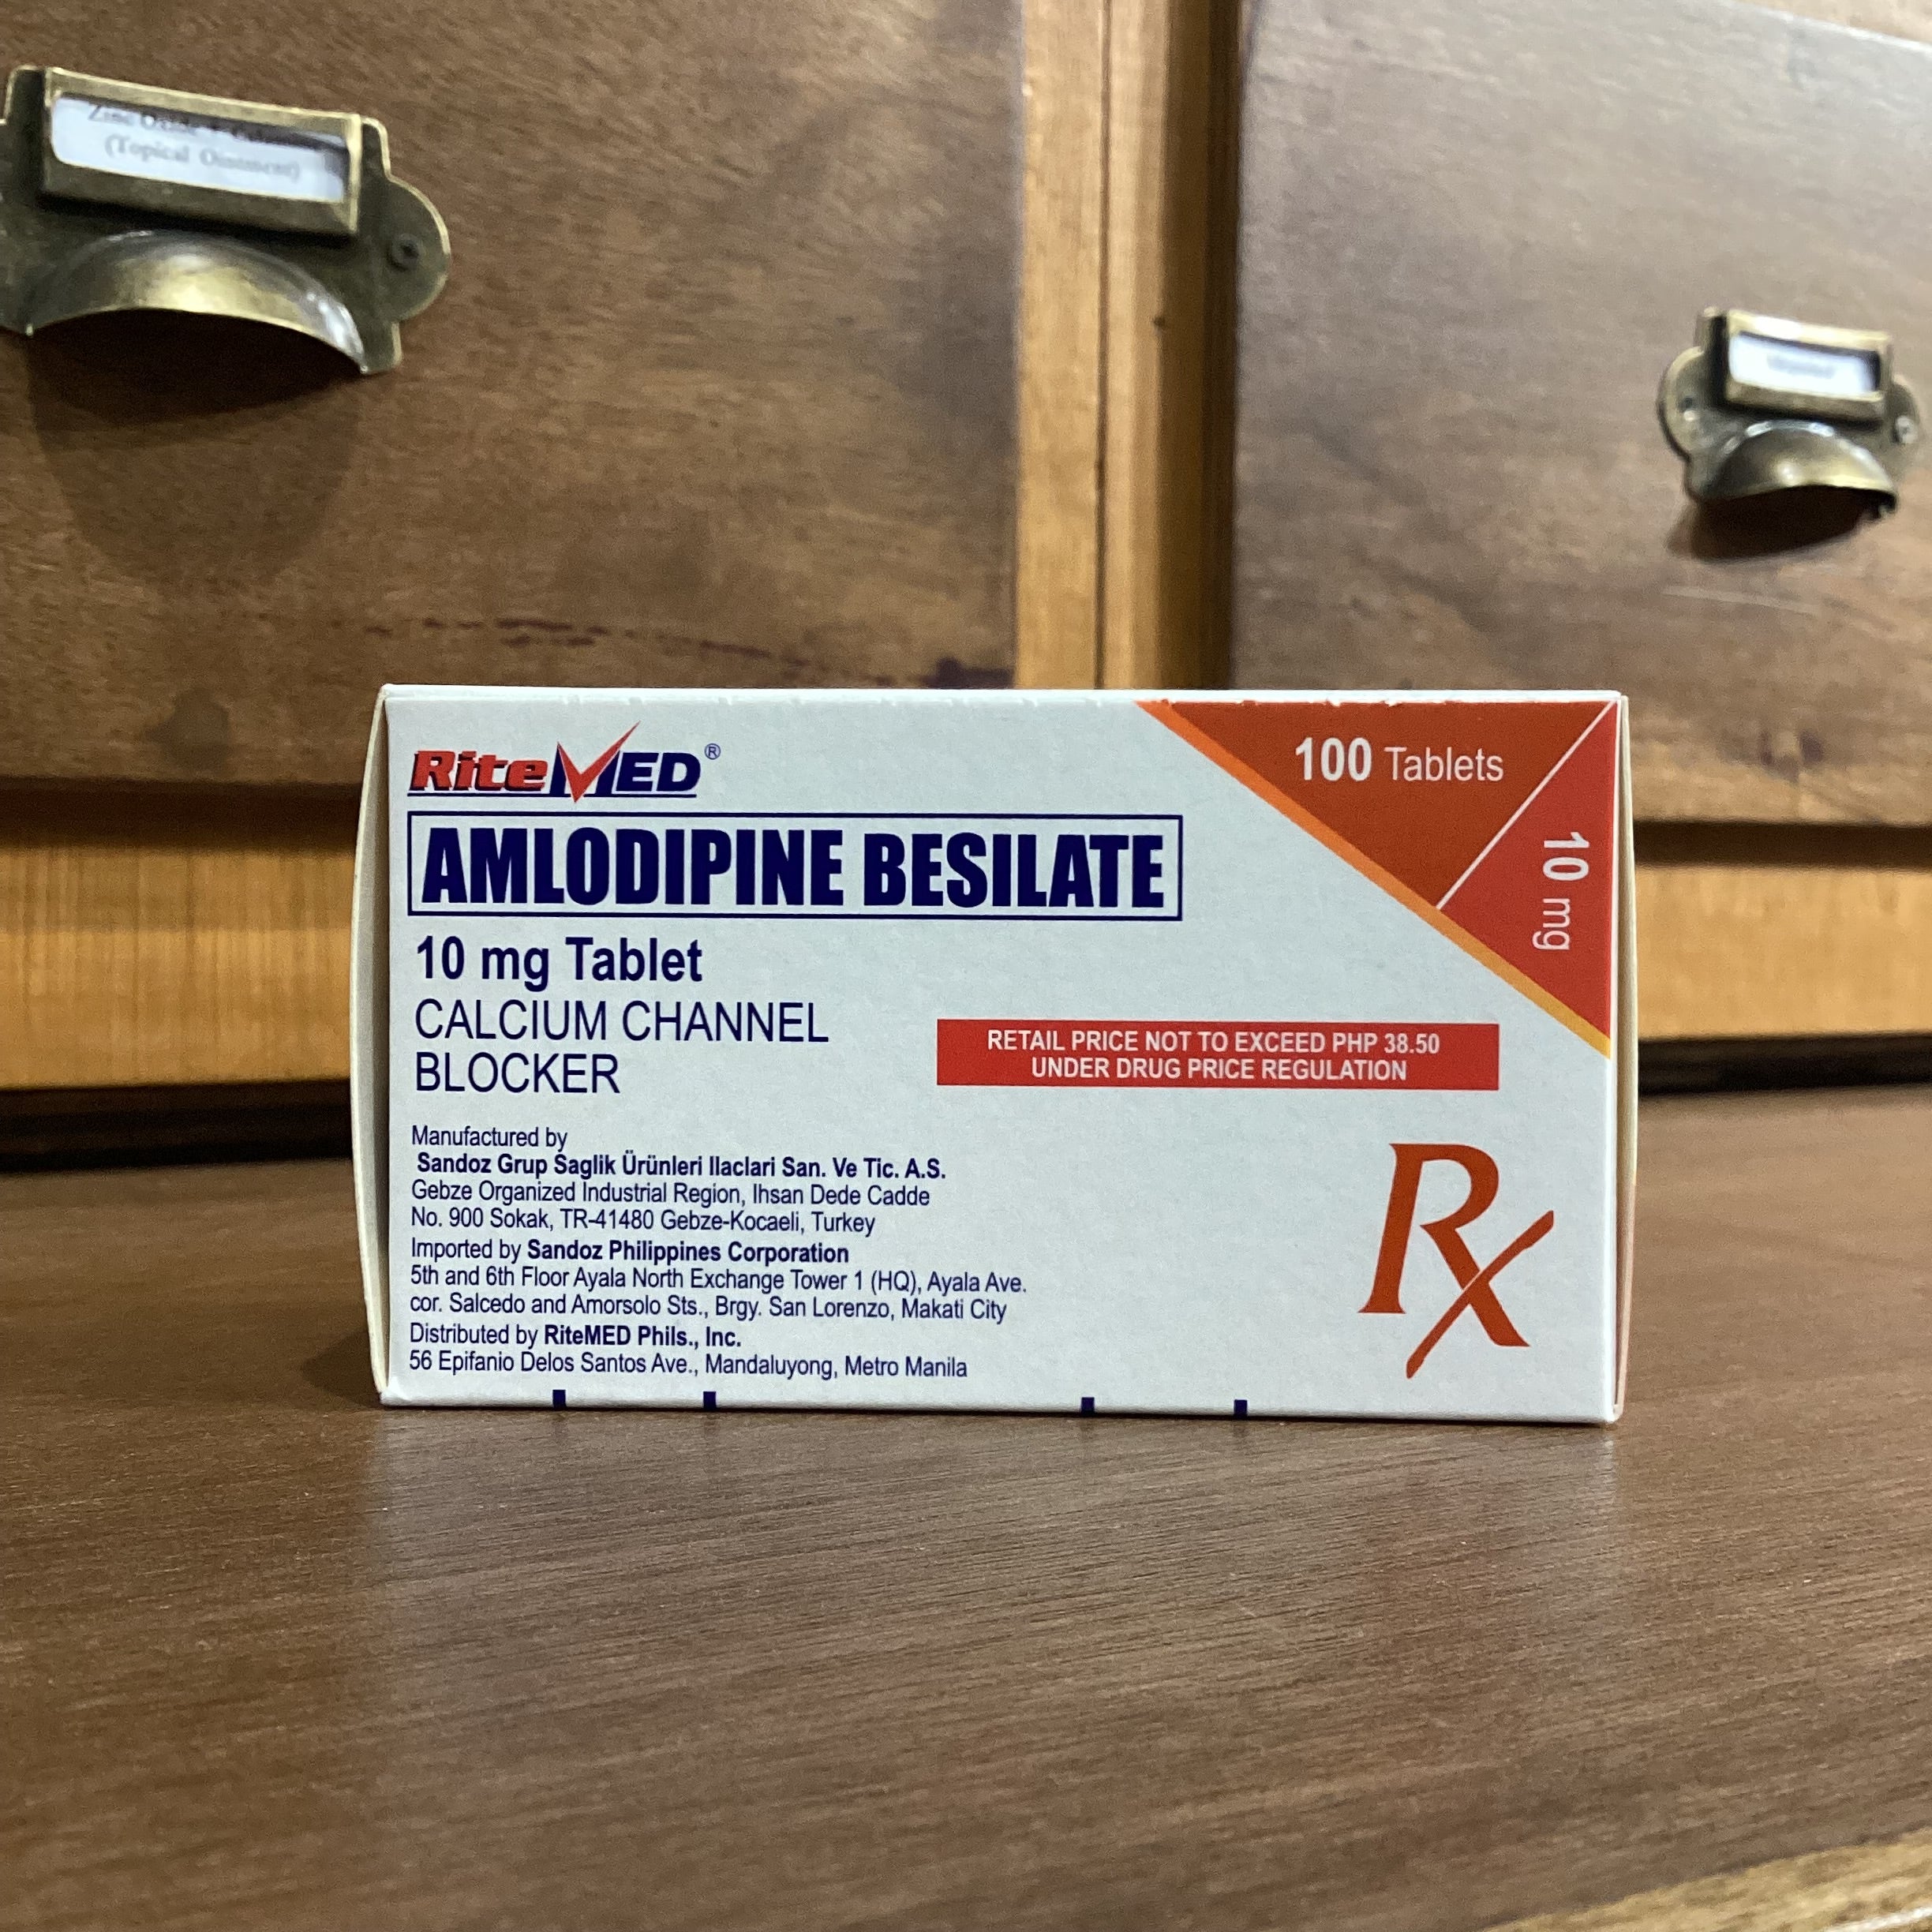 Zinc Oxide +
(Topical Ointment)
RiteMED®
AMLODIPINE BESILATE
10 mg Tablet
CALCIUM CHANNEL
BLOCKER
100 Tablets
10 mg
RETAIL PRICE NOT TO EXCEED PHP 38.50
UNDER DRUG PRICE REGULATION
Manufactured by
Sandoz Grup Saglik Ürünleri Ilaclari San. Ve Tic. A.S.
Gebze Organized Industrial Region, Ihsan Dede Cadde
No. 900 Sokak, TR-41480 Gebze-Kocaeli, Turkey
Imported by Sandoz Philippines Corporation
5th and 6th Floor Ayala North Exchange Tower 1 (HQ), Ayala Ave.
cor. Salcedo and Amorsolo Sts., Brgy. San Lorenzo, Makati City
Distributed by RiteMED Phils., Inc.
56 Epifanio Delos Santos Ave., Mandaluyong, Metro Manila
Rx